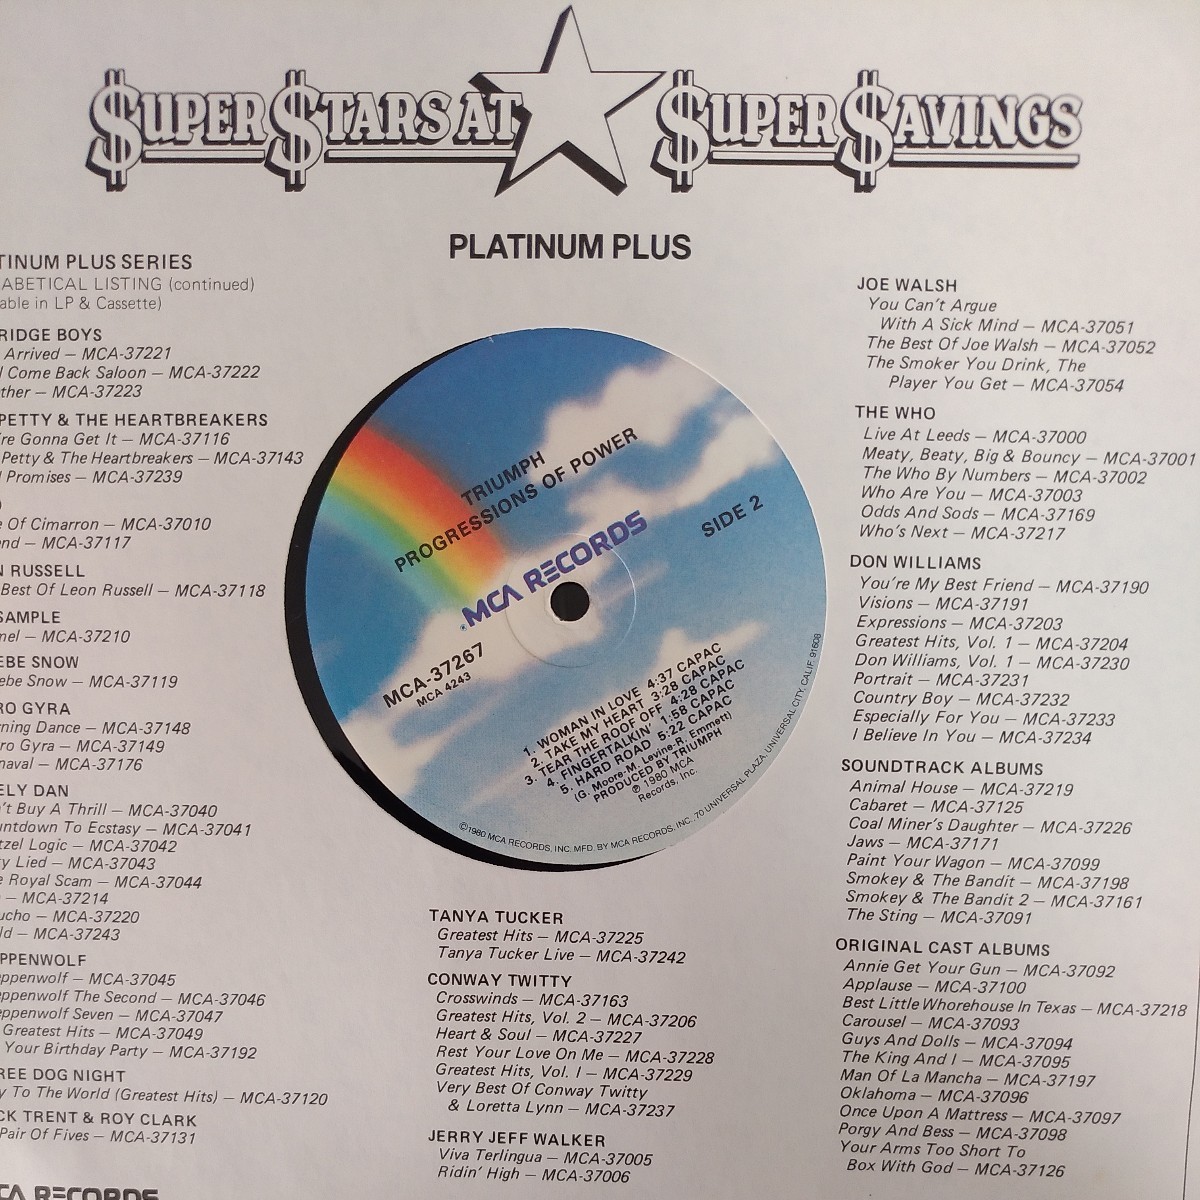 $UPER $TARS AT $UPER $AVINGS
PLATINUM PLUS
TINUM PLUS SERIES
ABETICAL LISTING (continued)
able in LP & Cassette)
RIDGE BOYS
Arrived — MCA-37221
Come Back Saloon — MCA-37222
ther — MCA-37223
PETTY & THE HEARTBREAKERS
're Gonna Get It — MCA-37116
Petty & The Heartbreakers — MCA-37143
Promises — MCA-37239
e Of Cimarron — MCA-37010
end — MCA-37117
N RUSSELL
Best Of Leon Russell — MCA-37118
SAMPLE
mel — MCA-37210
EBE SNOW
ebe Snow — MCA-37119
RO GYRA
rning Dance — MCA-37148
ro Gyra — MCA-37149
naval — MCA-37176
ELY DAN
't Buy A Thrill — MCA-37040
untdown To Ecstasy — MCA-37041
tzel Logic — MCA-37042
y Lied — MCA-37043
e Royal Scam — MCA-37044
— MCA-37214
ucho — MCA-37220
ld — MCA-37243
PPENWOLF
eppenwolf — MCA-37045
eppenwolf The Second — MCA-37046
eppenwolf Seven — MCA-37047
Greatest Hits — MCA-37049
Your Birthday Party — MCA-37192
REE DOG NIGHT
y To The World (Greatest Hits) — MCA-37120
CK TRENT & ROY CLARK
Pair Of Fives — MCA-37131
CA RECORDS
TRIUMPH
PROGRESSIONS OF POWER
MCA RECORDS
SIDE 2
MCA-37267
MCA 4243
1. WOMAN IN LOVE 4:37 CAPAC
2. TAKE MY HEART 3:28 CAPAC
3. TEAR THE ROOF OFF 4:28 CAPAC
4. FINGERTALKIN' 1:58 CAPAC
5. HARD ROAD 5:22 CAPAC
(G. Moore-M. Levine-R. Emmett)
PRODUCED BY TRIUMPH
℗ 1980 MCA
Records, Inc.
©1980 MCA RECORDS, INC. MFD. BY MCA RECORDS, INC., 70 UNIVERSAL PLAZA, UNIVERSAL CITY, CALIF. 91608
TANYA TUCKER
Greatest Hits — MCA-37225
Tanya Tucker Live — MCA-37242
CONWAY TWITTY
Crosswinds — MCA-37163
Greatest Hits, Vol. 2 — MCA-37206
Heart & Soul — MCA-37227
Rest Your Love On Me — MCA-37228
Greatest Hits, Vol. I — MCA-37229
Very Best Of Conway Twitty
& Loretta Lynn — MCA-37237
JERRY JEFF WALKER
Viva Terlingua — MCA-37005
Ridin' High — MCA-37006
JOE WALSH
You Can't Argue
With A Sick Mind — MCA-37051
The Best Of Joe Walsh — MCA-37052
The Smoker You Drink, The
Player You Get — MCA-37054
THE WHO
Live At Leeds — MCA-37000
Meaty, Beaty, Big & Bouncy — MCA-37001
The Who By Numbers — MCA-37002
Who Are You — MCA-37003
Odds And Sods — MCA-37169
Who's Next — MCA-37217
DON WILLIAMS
You're My Best Friend — MCA-37190
Visions — MCA-37191
Expressions — MCA-37203
Greatest Hits, Vol. 1 — MCA-37204
Don Williams, Vol. 1 — MCA-37230
Portrait — MCA-37231
Country Boy — MCA-37232
Especially For You — MCA-37233
I Believe In You — MCA-37234
SOUNDTRACK ALBUMS
Animal House — MCA-37219
Cabaret — MCA-37125
Coal Miner's Daughter — MCA-37226
Jaws — MCA-37171
Paint Your Wagon — MCA-37099
Smokey & The Bandit — MCA-37198
Smokey & The Bandit 2 — MCA-37161
The Sting — MCA-37091
ORIGINAL CAST ALBUMS
Annie Get Your Gun — MCA-37092
Applause — MCA-37100
Best Little Whorehouse In Texas — MCA-37218
Carousel — MCA-37093
Guys And Dolls — MCA-37094
The King And I — MCA-37095
Man Of La Mancha — MCA-37197
Oklahoma — MCA-37096
Once Upon A Mattress — MCA-37097
Porgy And Bess — MCA-37098
Your Arms Too Short To
Box With God — MCA-37126